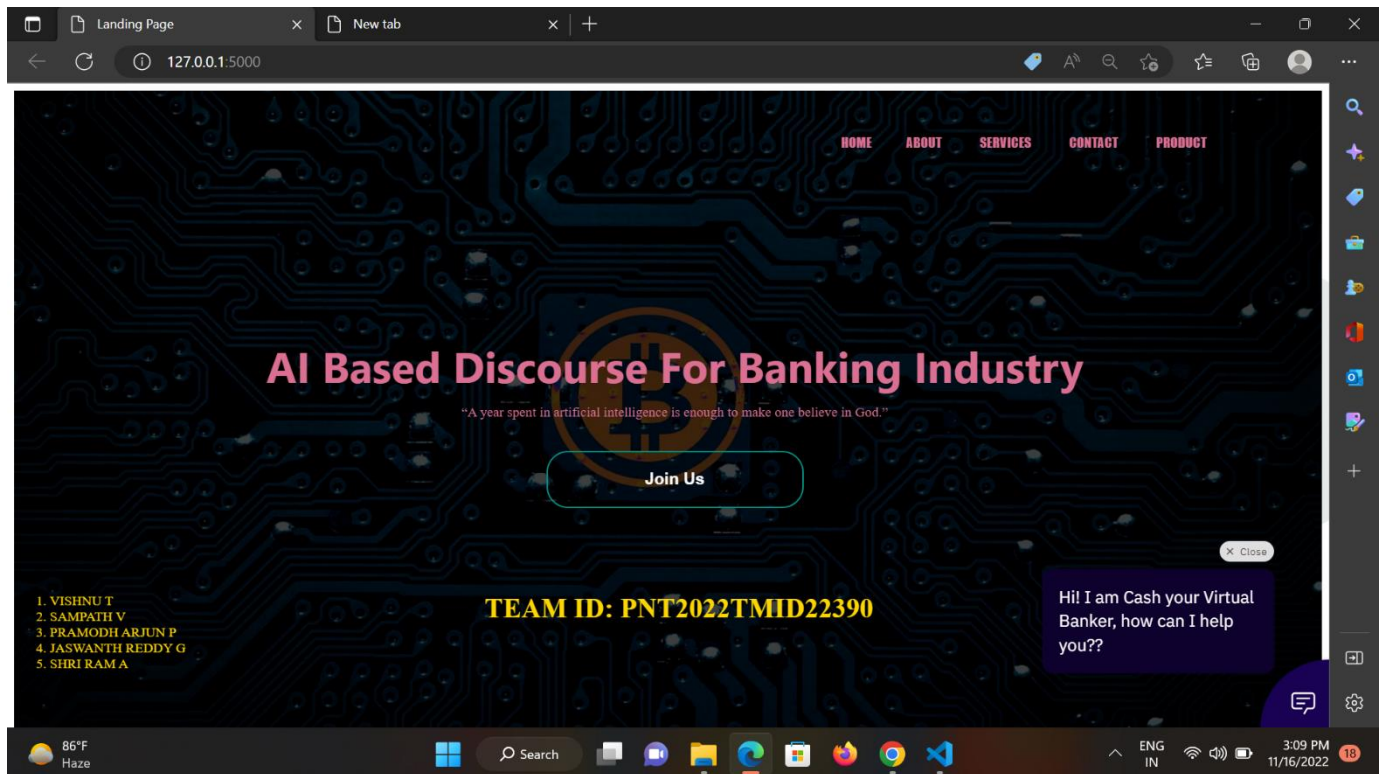 Landing Page
New tab
127.0.0.1:5000
HOME ABOUT SERVICES CONTACT PRODUCT
AI Based Discourse For Banking Industry
“A year spent in artificial intelligence is enough to make one believe in God.”
Join Us
× Close
Hi! I am Cash your Virtual
Banker, how can I help
you??
TEAM ID: PNT2022TMID22390
1. VISHNU T
2. SAMPATH V
3. PRAMODH ARJUN P
4. JASWANTH REDDY G
5. SHRI RAM A
86°F
Haze
Search
ENG
IN
3:09 PM
11/16/2022
18